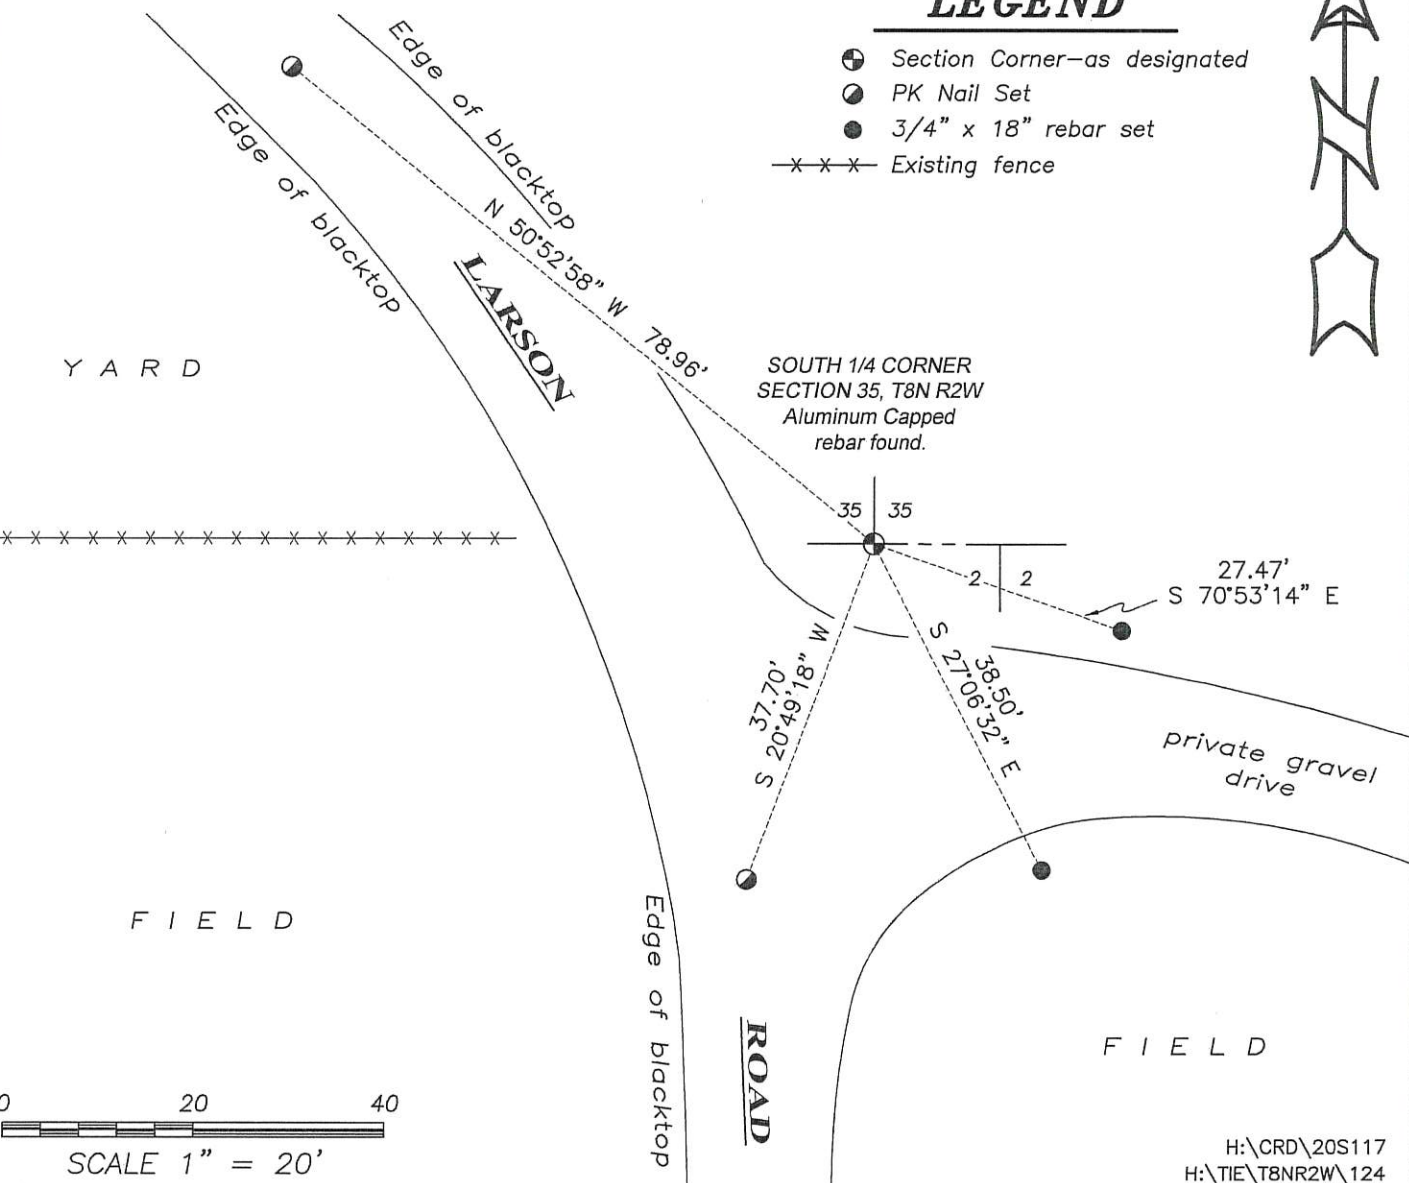 LEGEND
Section Corner-as designated
PK Nail Set
3/4" x 18" rebar set
x x x Existing fence
N
Edge of blacktop
Edge of blacktop
N 50°52'58" W 78.96'
LARSON
YARD
SOUTH 1/4 CORNER
SECTION 35, T8N R2W
Aluminum Capped
rebar found.
35 35
2 2
27.47'
S 70°53'14" E
37.70'
S 20°49'18" W
38.50'
S 27°06'32" E
private gravel
drive
FIELD
Edge of blacktop
ROAD
FIELD
0 20 40
SCALE 1" = 20'
H:\CRD\20S117
H:\TIE\T8NR2W\124